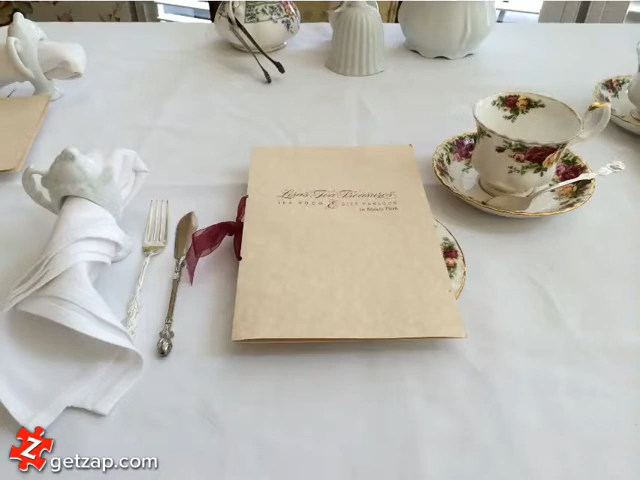 Lisa's Tea Treasures
TEA ROOM & GIFT PARLOR
in Menlo Park
Z
getzap.com